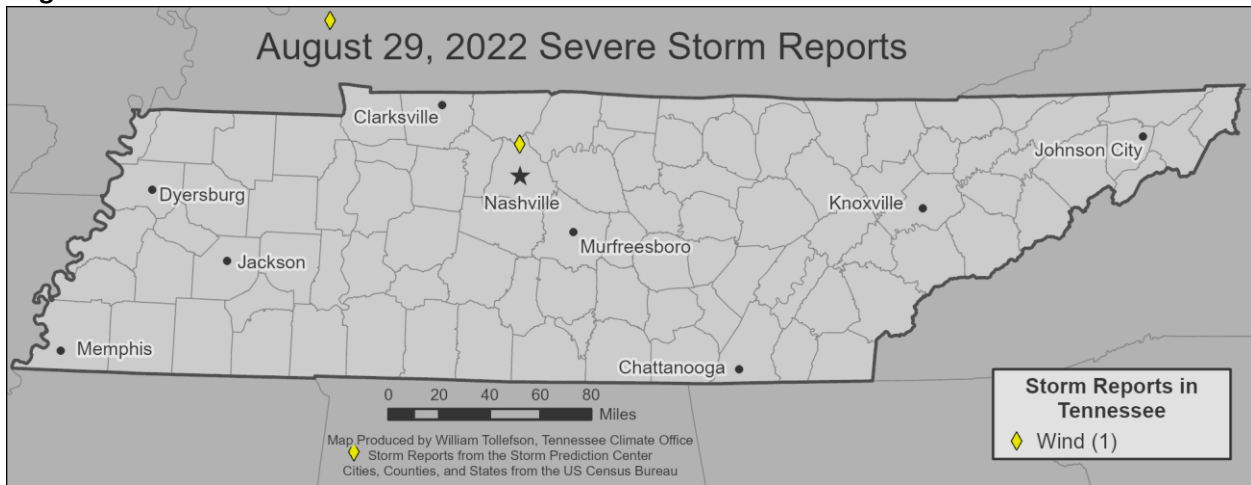 August 29, 2022 Severe Storm Reports
Clarksville
Johnson City
Dyersburg
Nashville
Knoxville
Murfreesboro
Jackson
Memphis
Chattanooga
0 20 40 60 80
Miles
Map Produced by William Tollefson, Tennessee Climate Office
Storm Reports from the Storm Prediction Center
Cities, Counties, and States from the US Census Bureau
Storm Reports in
Tennessee
Wind (1)